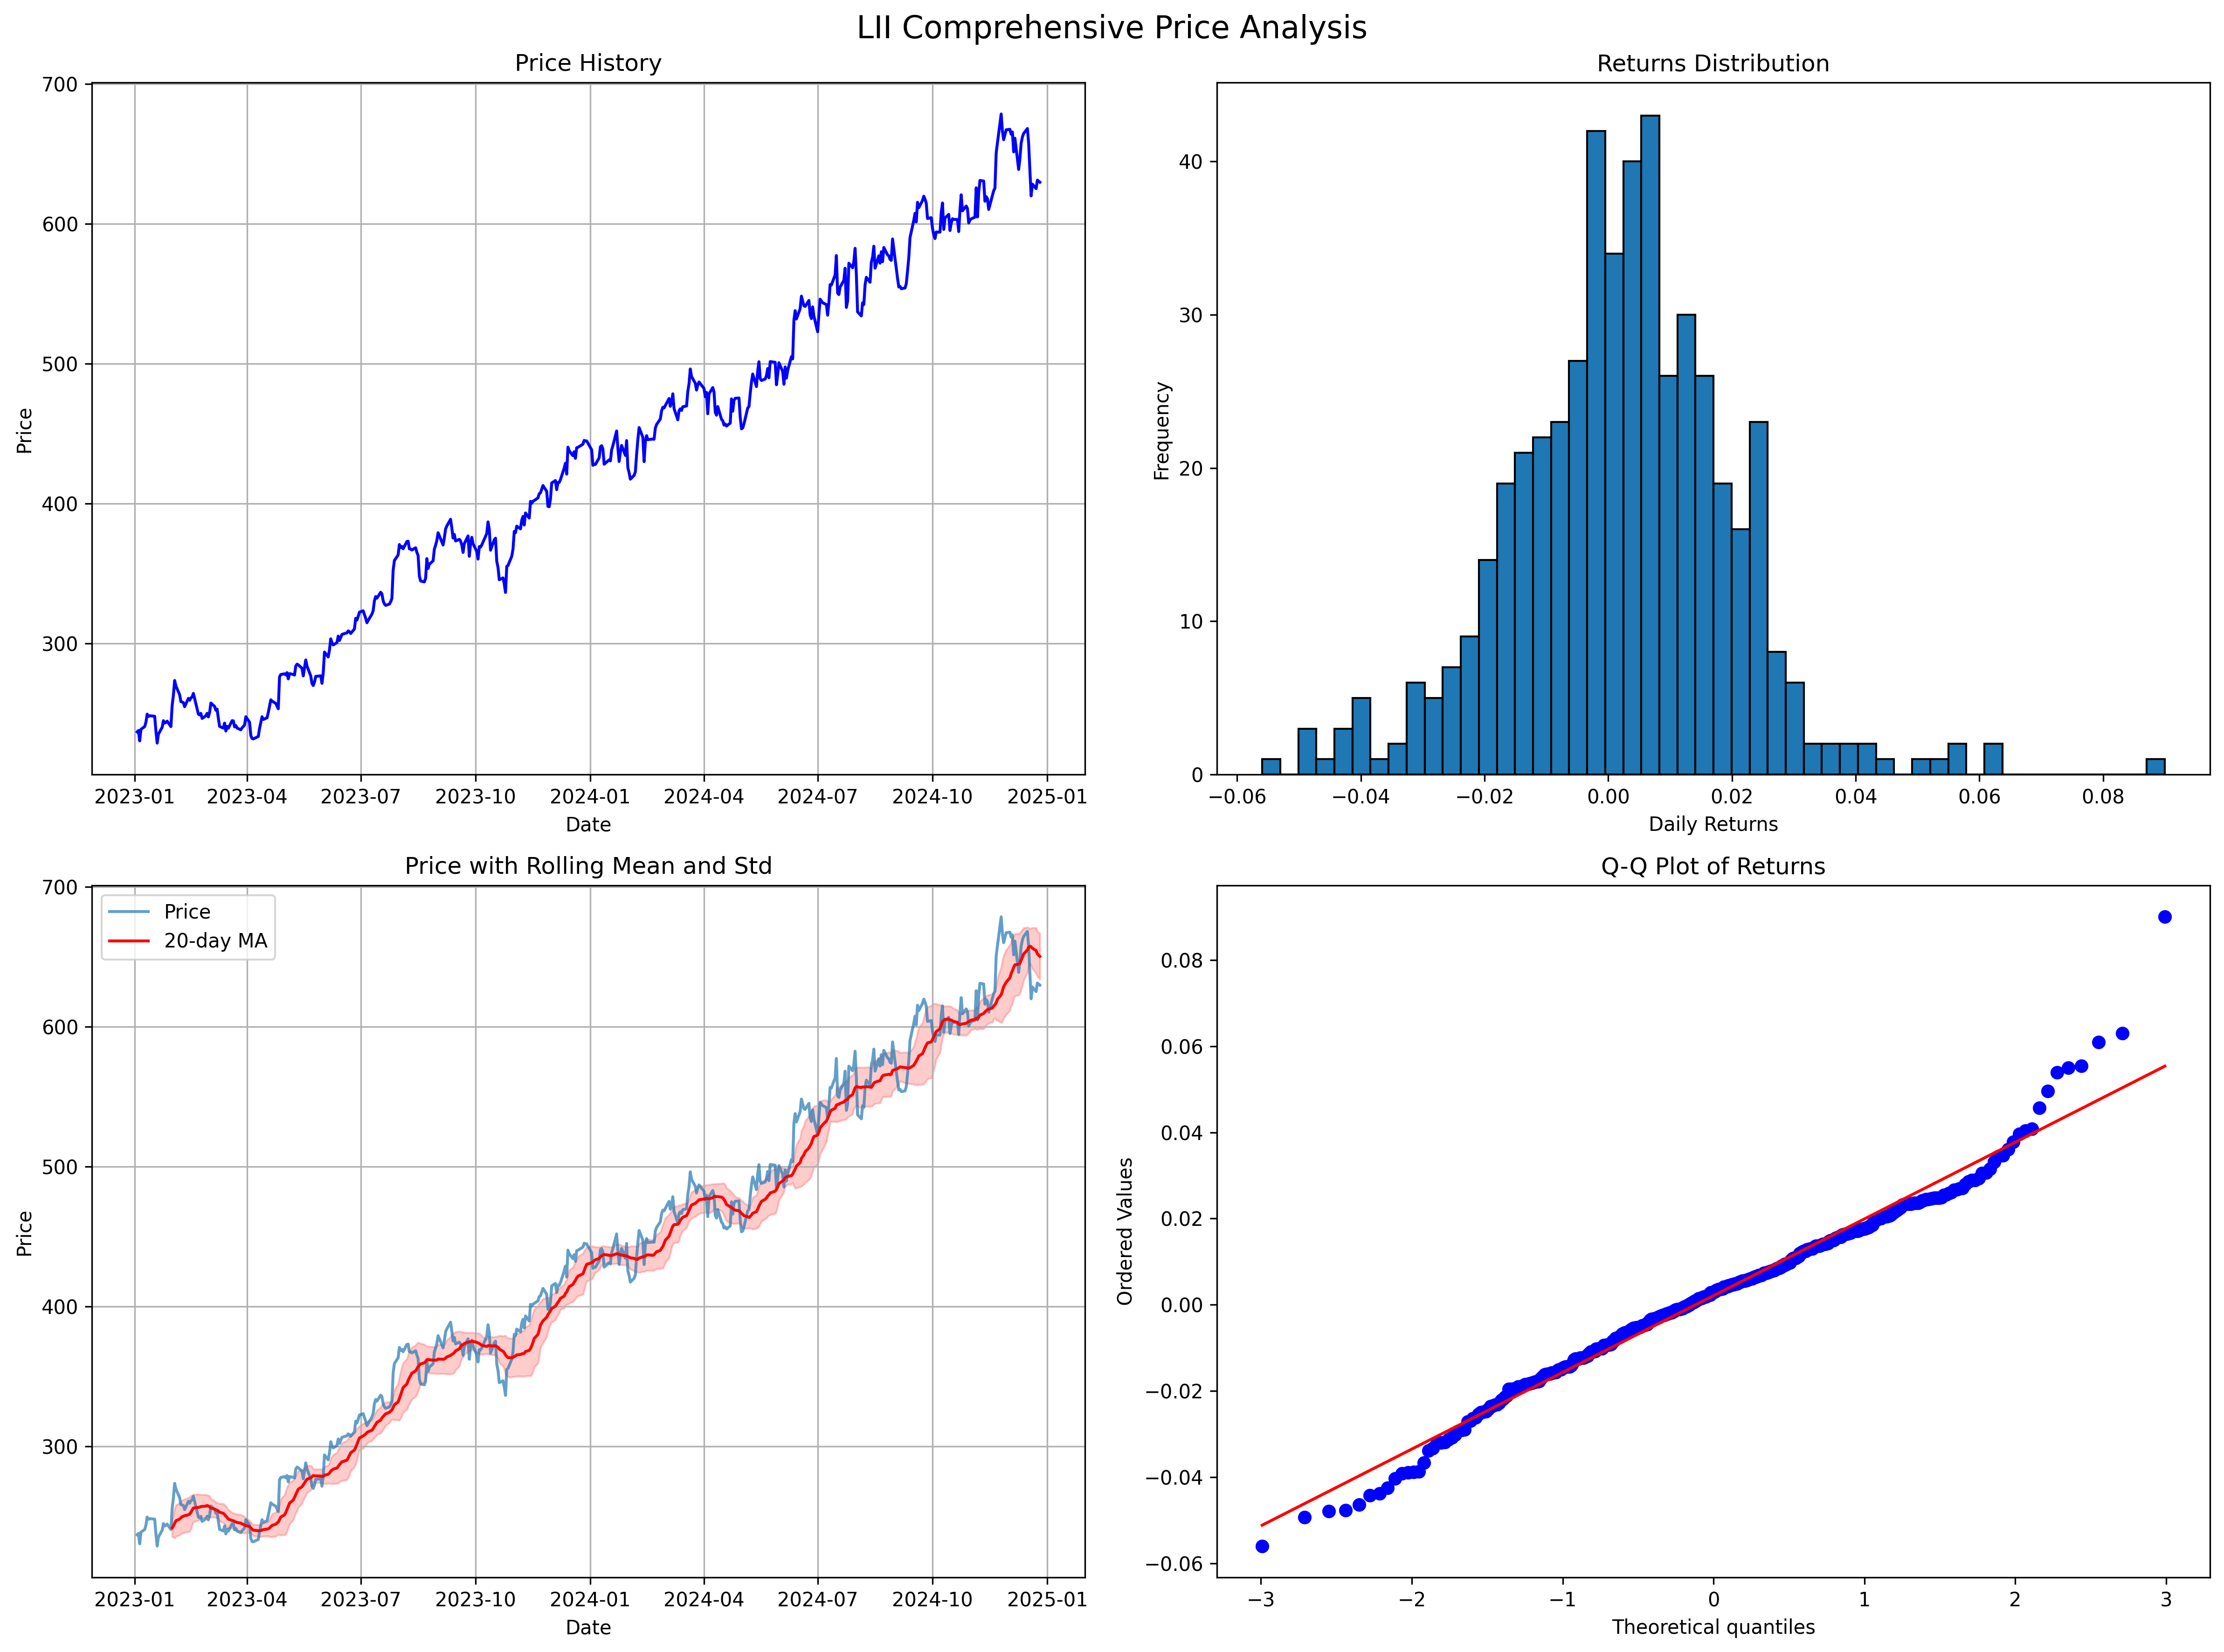 LII Comprehensive Price Analysis
Price History
700
600
500
400
300
Price
2023-01 2023-04 2023-07 2023-10 2024-01 2024-04 2024-07 2024-10 2025-01
Date
Returns Distribution
40
30
20
10
0
Frequency
−0.06 −0.04 −0.02 0.00 0.02 0.04 0.06 0.08
Daily Returns
Price with Rolling Mean and Std
Price
20-day MA
700
600
500
400
300
Price
2023-01 2023-04 2023-07 2023-10 2024-01 2024-04 2024-07 2024-10 2025-01
Date
Q-Q Plot of Returns
0.08
0.06
0.04
0.02
0.00
−0.02
−0.04
−0.06
Ordered Values
−3 −2 −1 0 1 2 3
Theoretical quantiles